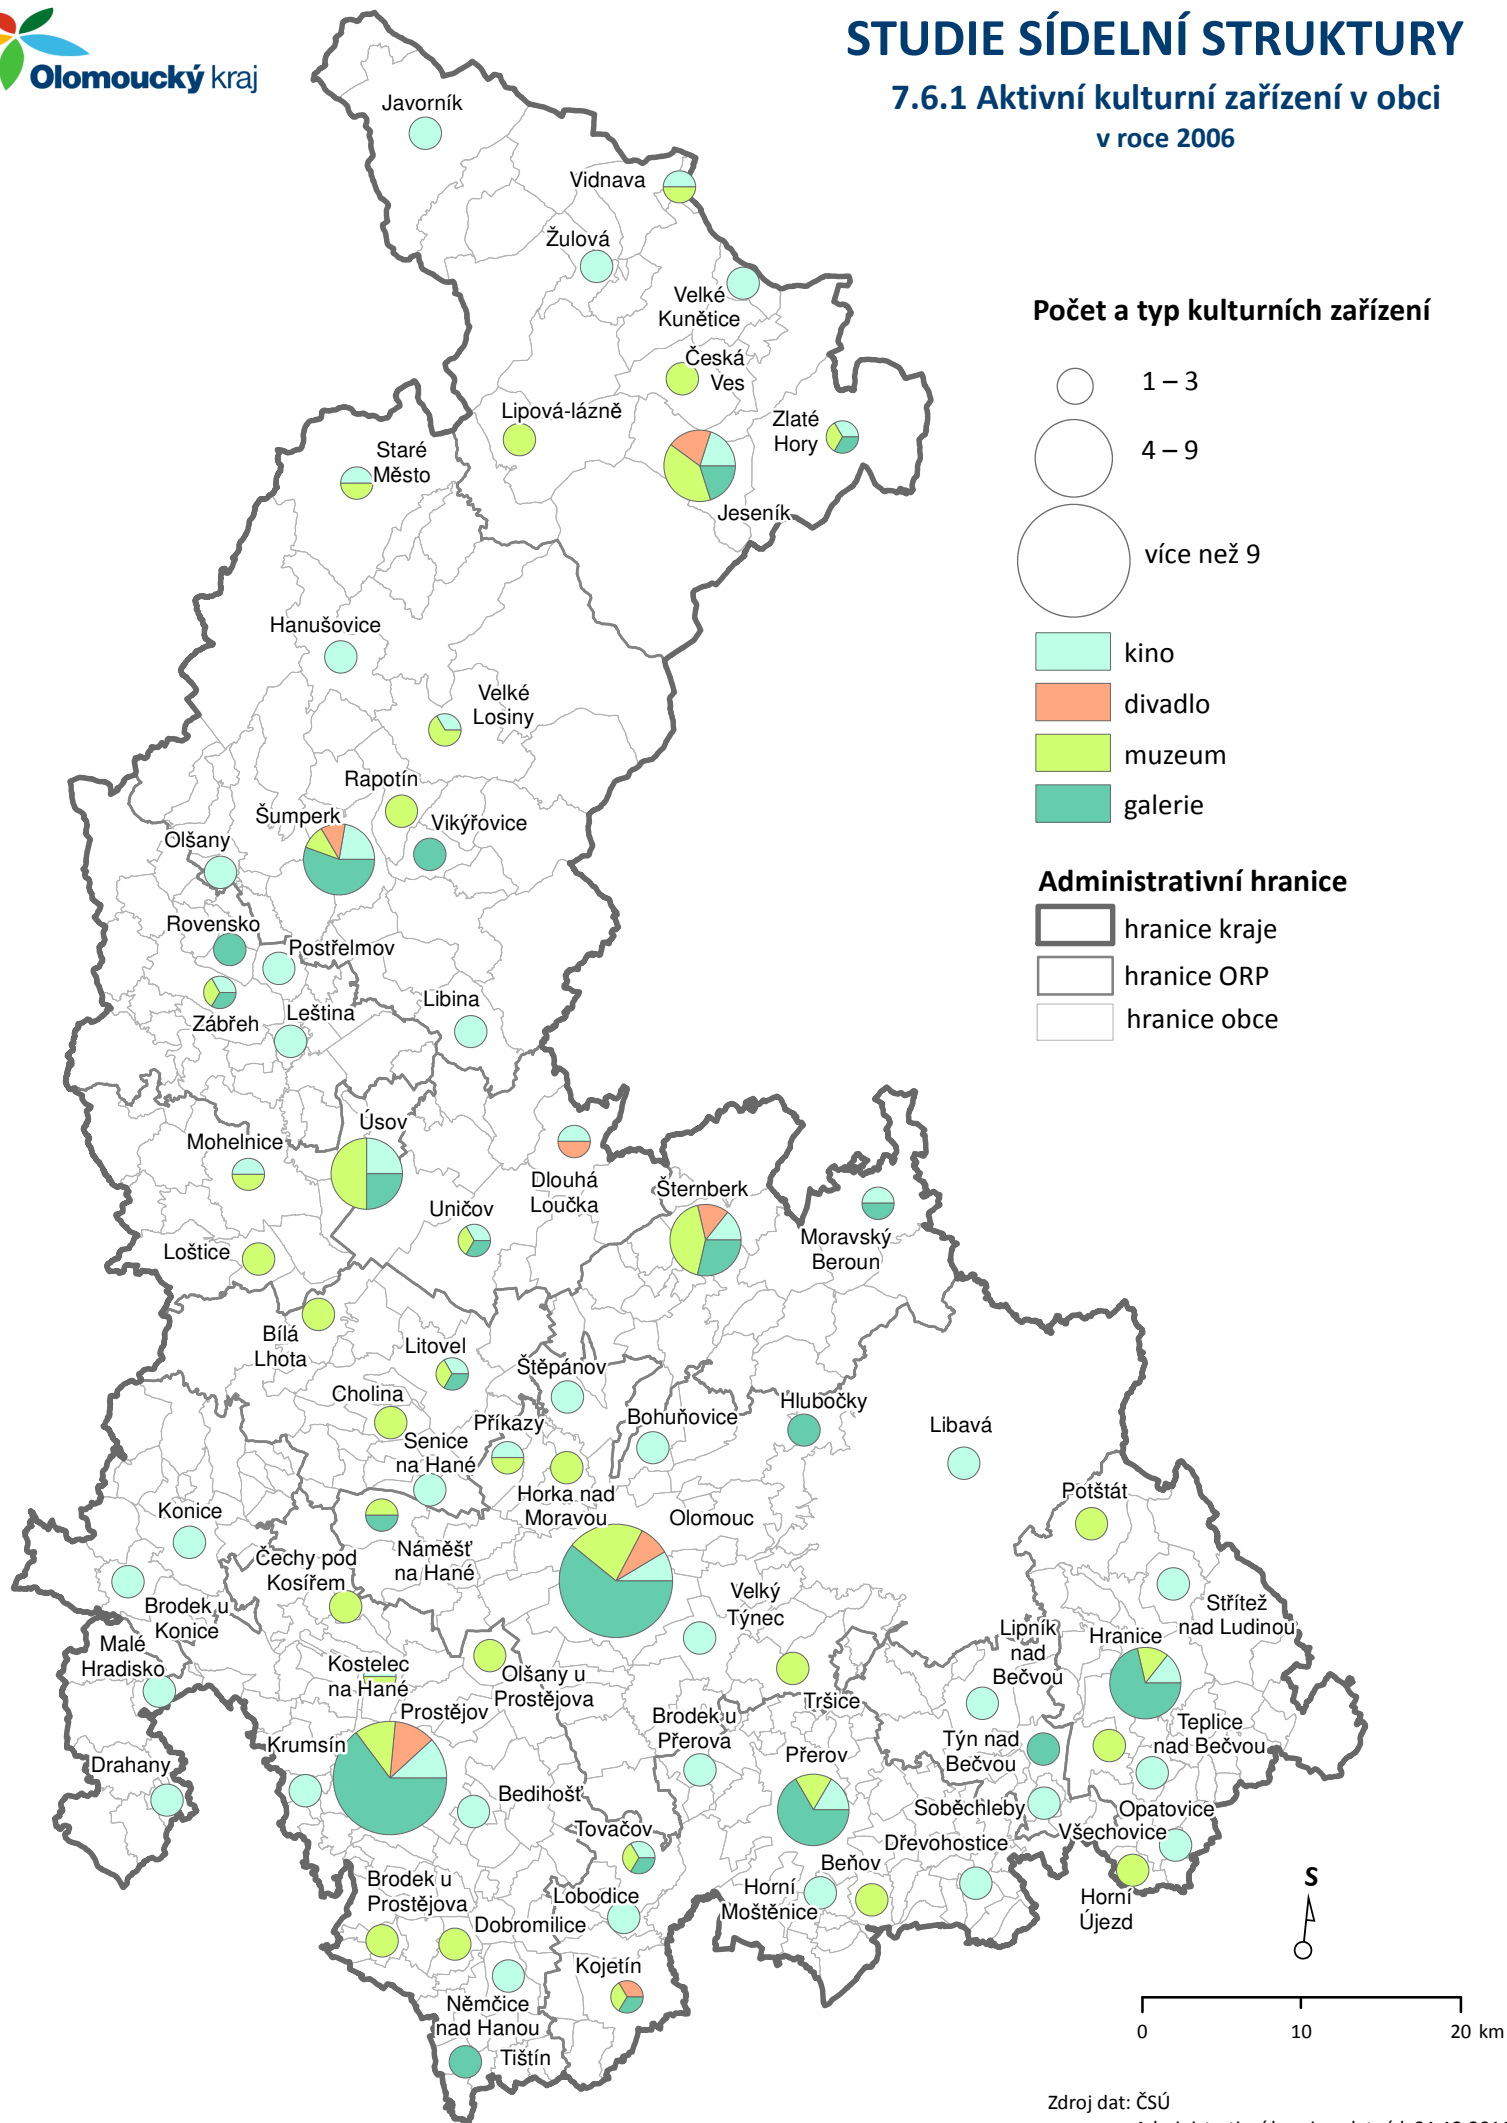 Olomoucký kraj
STUDIE SÍDELNÍ STRUKTURY
7.6.1 Aktivní kulturní zařízení v obci
v roce 2006
Javorník
Vidnava
Žulová
Velké
Kunětice
Česká
Ves
Lipová-lázně
Zlaté
Hory
Staré
Město
Jeseník
Počet a typ kulturních zařízení
1 – 3
4 – 9
více než 9
kino
divadlo
muzeum
galerie
Administrativní hranice
hranice kraje
hranice ORP
hranice obce
Hanušovice
Velké
Losiny
Rapotín
Šumperk
Vikýřovice
Olšany
Rovensko
Postřelmov
Zábřeh
Leština
Libina
Úsov
Mohelnice
Dlouhá
Loučka
Šternberk
Uničov
Moravský
Beroun
Loštice
Bílá
Lhota
Litovel
Štěpánov
Cholina
Příkazy
Bohuňovice
Hlubočky
Senice
na Hané
Libavá
Horka nad
Moravou
Potštát
Konice
Olomouc
Náměšť
na Hané
Čechy pod
Kosířem
Brodek u
Konice
Velký
Týnec
Střítež
nad Ludinou
Malé
Hradisko
Lipník
nad
Bečvou
Hranice
Kostelec
na Hané
Olšany u
Prostějova
Tršice
Prostějov
Brodek u
Přerova
Teplice
nad Bečvou
Krumsín
Přerov
Týn nad
Bečvou
Drahany
Bedihošť
Soběchleby
Opatovice
Tovačov
Všechovice
Dřevohostice
Beňov
Brodek u
Prostějova
Horní
Moštěnice
Lobodice
Horní
Újezd
Dobromilice
Kojetín
Němčice
nad Hanou
Tištín
S
0
10
20 km
Zdroj dat: ČSÚ